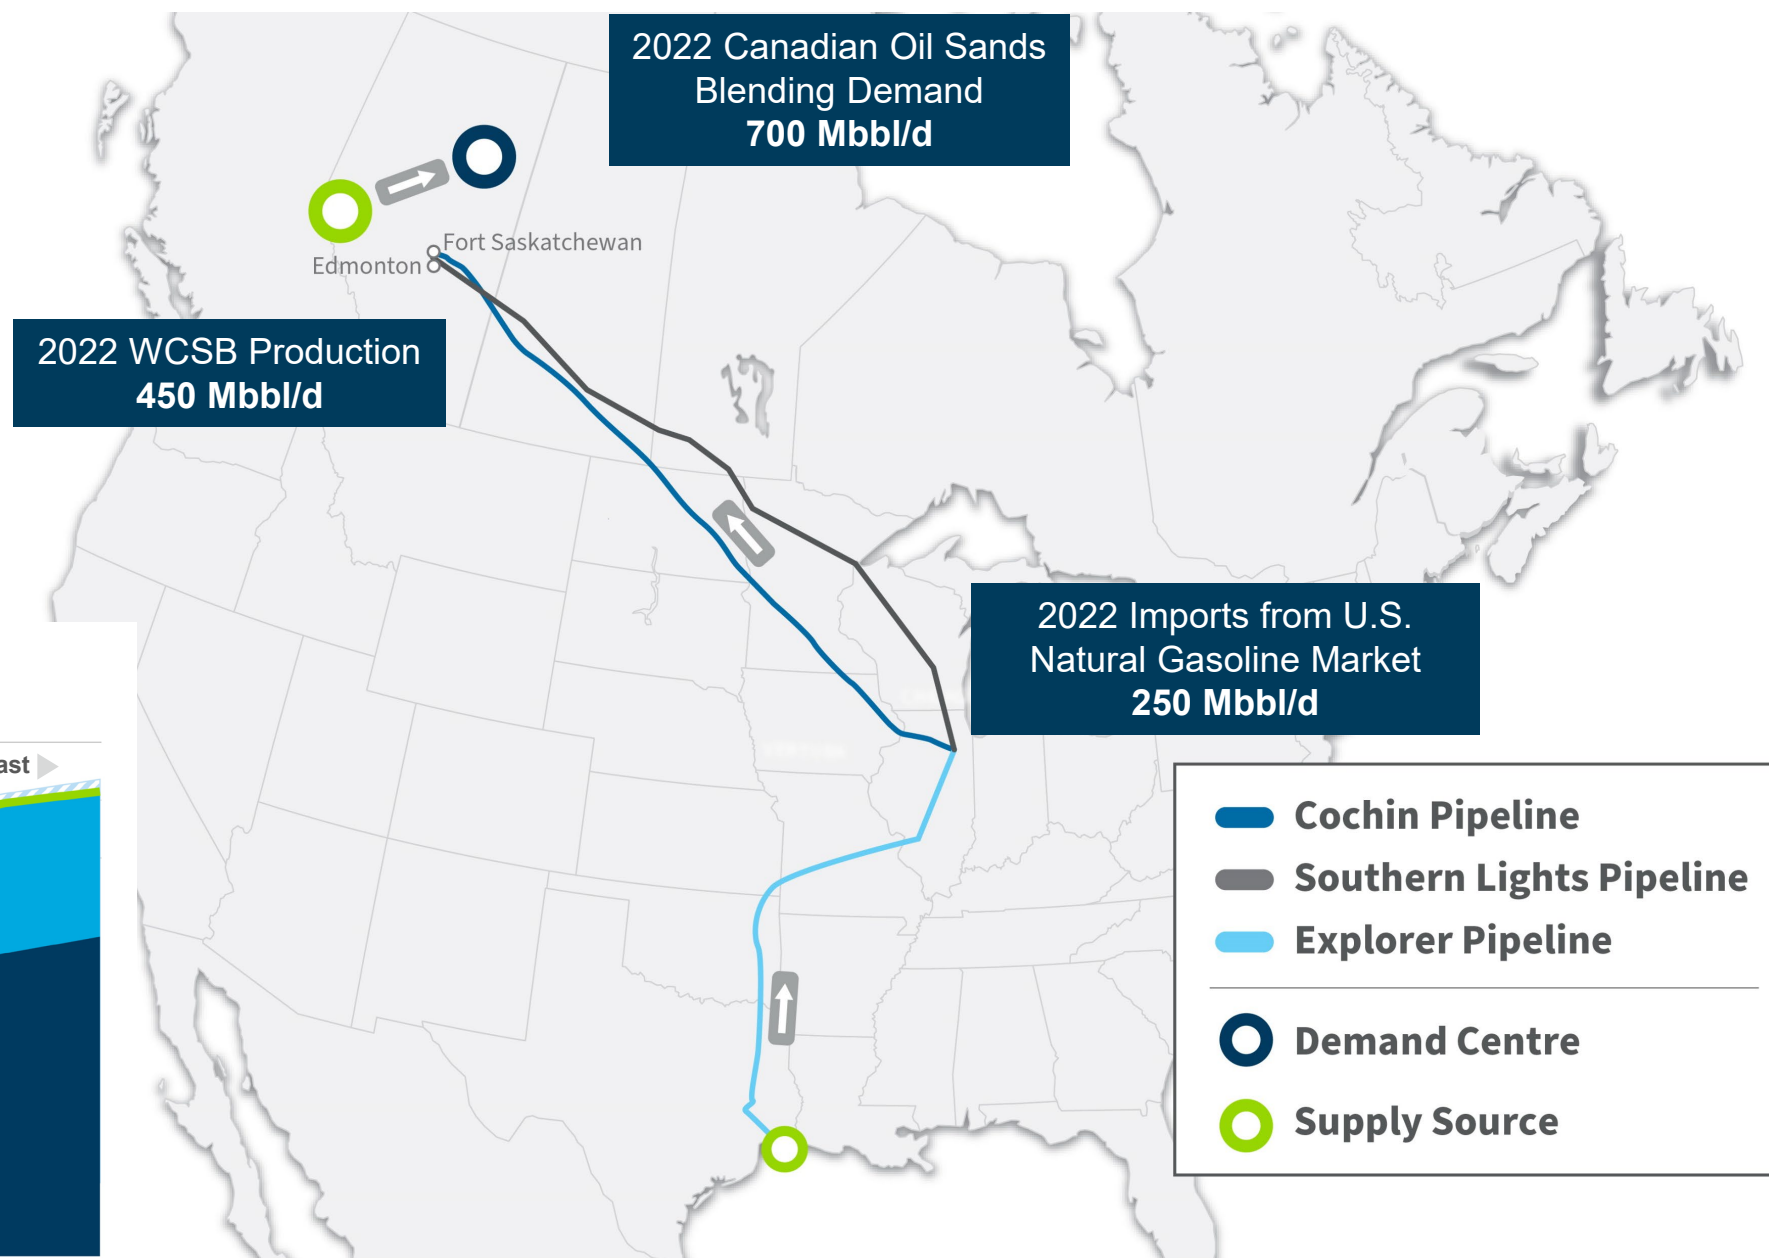 2022 Canadian Oil Sands
Blending Demand
700 Mbbl/d
Fort Saskatchewan
Edmonton
2022 WCSB Production
450 Mbbl/d
2022 Imports from U.S.
Natural Gasoline Market
250 Mbbl/d
ast
Cochin Pipeline
Southern Lights Pipeline
Explorer Pipeline
Demand Centre
Supply Source